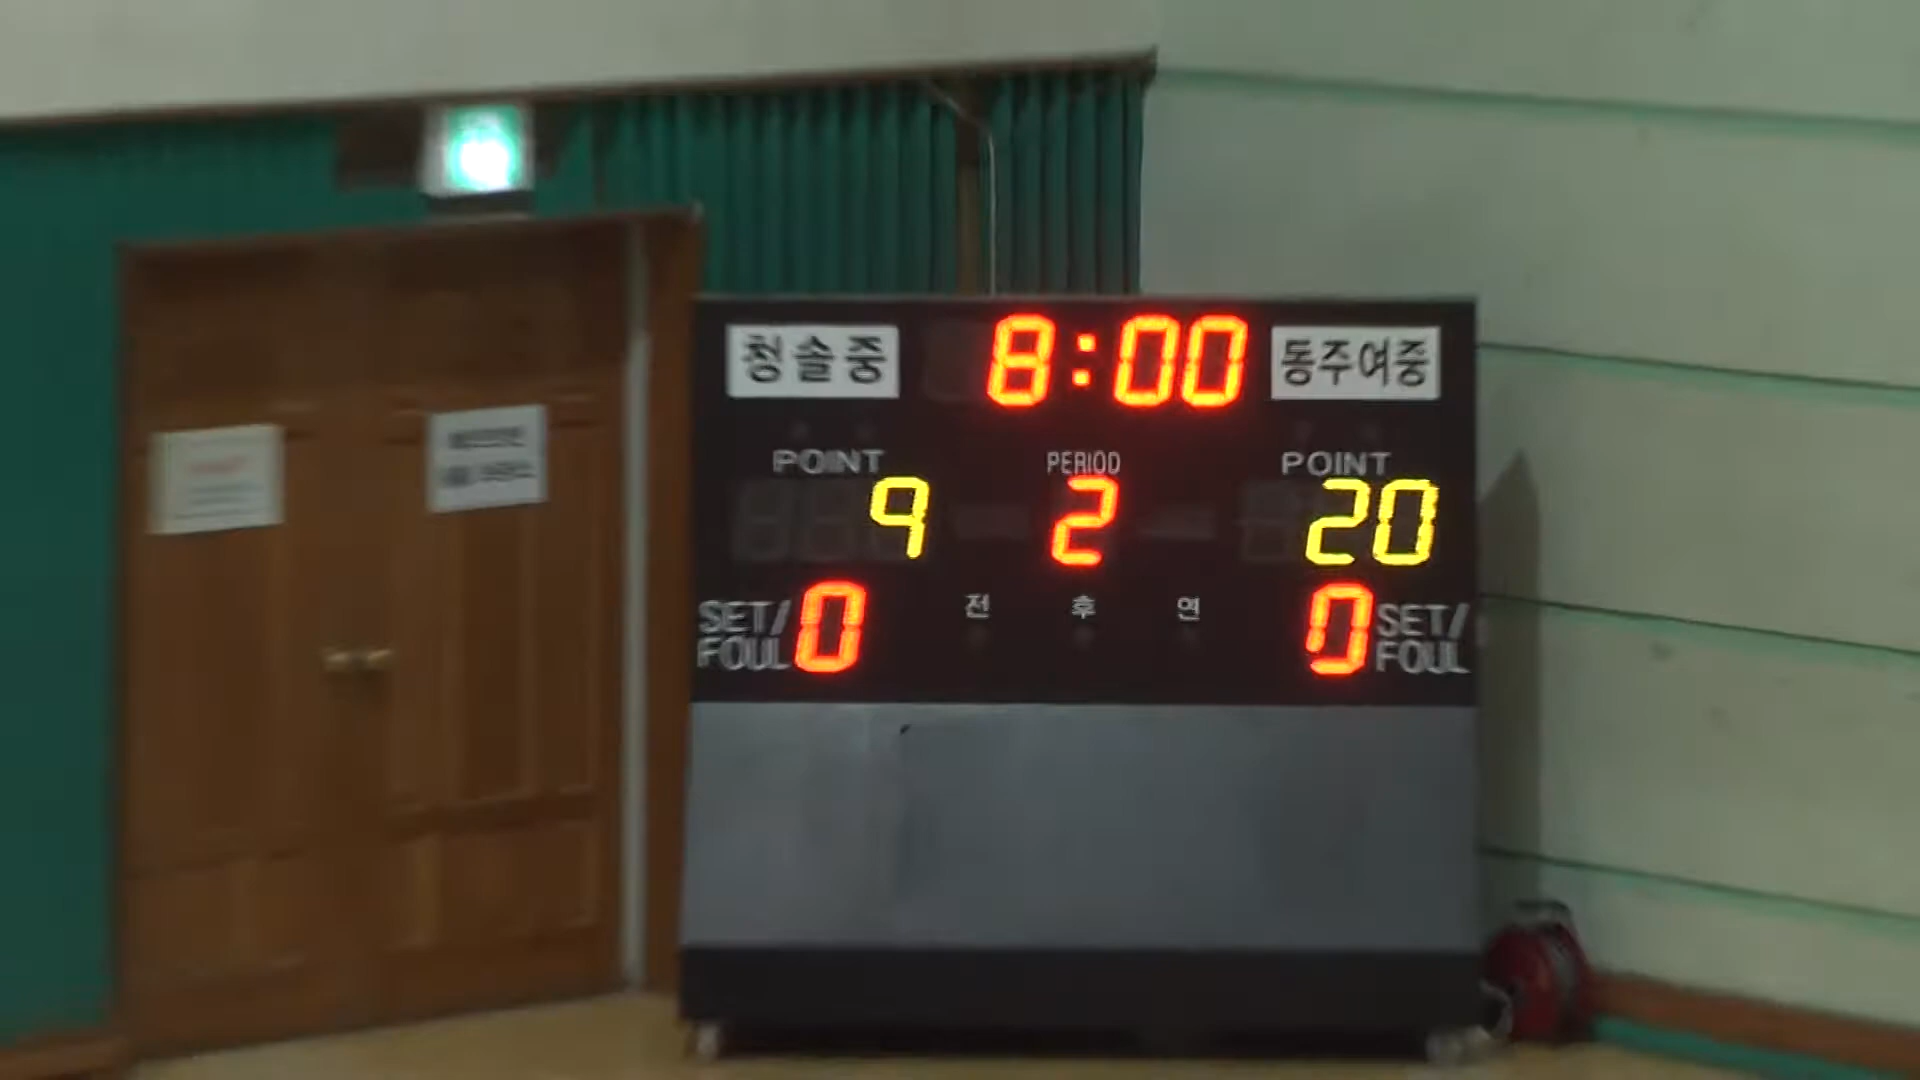 청솔중 8:00 동주여중
POINT PERIOD POINT
9 2 20
SET/ 0 전 후 연 0 SET/
FOUL FOUL